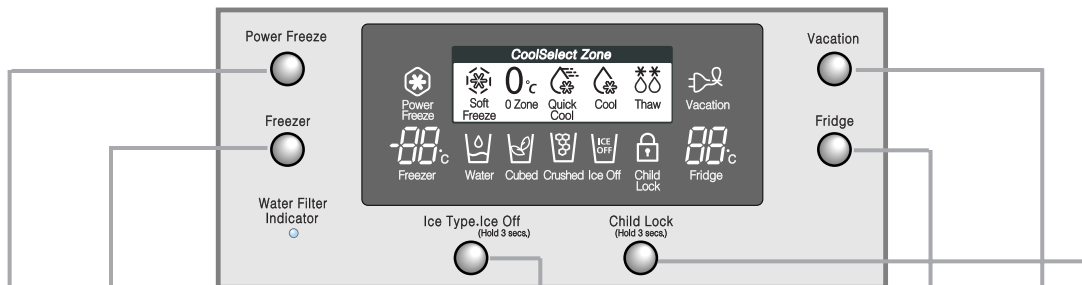 Power Freeze
Vacation
CoolSelect Zone
Power
Freeze
Soft
Freeze
0°c
0 Zone
Quick
Cool
Cool
Thaw
Vacation
Freezer
Fridge
-88°c
Freezer
Water
Cubed
Crushed
ICE
OFF
Ice Off
Child
Lock
88°c
Fridge
Water Filter
Indicator
Ice Type.Ice Off
(Hold 3 secs,)
Child Lock
(Hold 3 secs,)